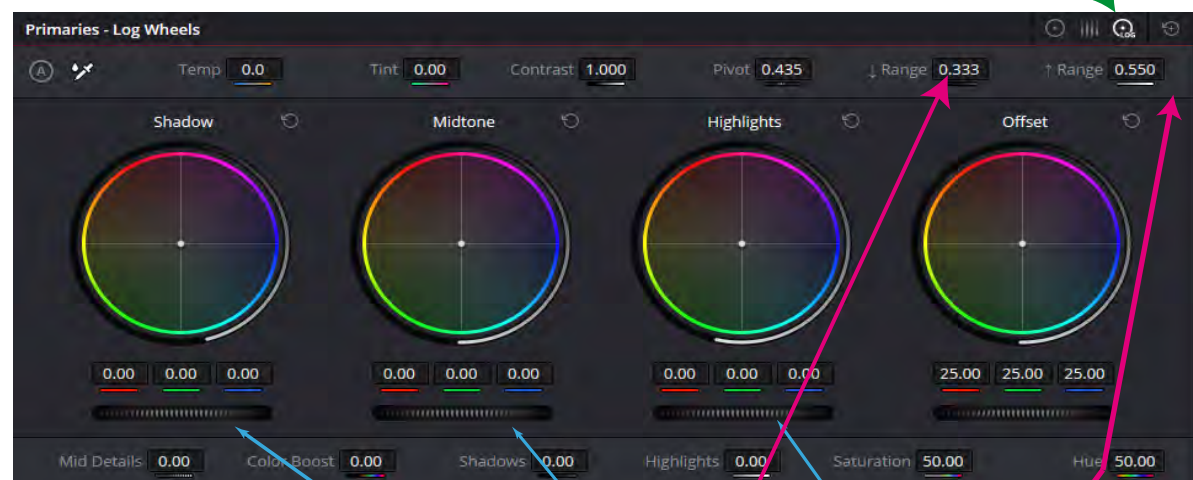 Primaries - Log Wheels
LOG
A Temp 0.0 Tint 0.00 Contrast 1.000 Pivot 0.435 ↓ Range 0.333 ↑ Range 0.550
Shadow Midtone Highlights Offset
0.00 0.00 0.00 0.00 0.00 0.00 0.00 0.00 0.00 25.00 25.00 25.00
Mid Details 0.00 Color Boost 0.00 Shadows 0.00 Highlights 0.00 Saturation 50.00 Hue 50.00